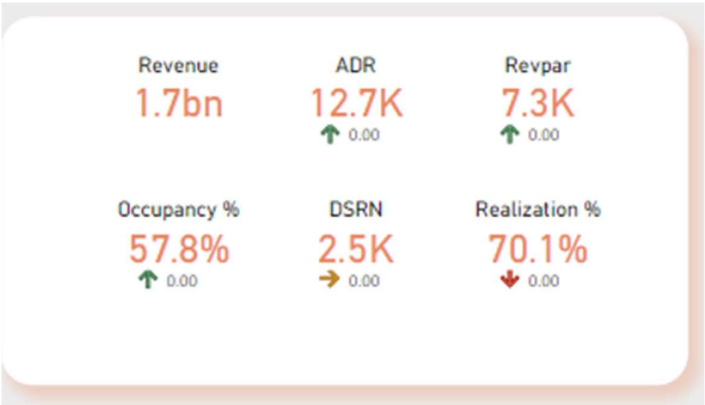 Revenue ADR Revpar
1.7bn 12.7K 7.3K
0.00 0.00
Occupancy % DSRN Realization %
57.8% 2.5K 70.1%
0.00 0.00 0.00